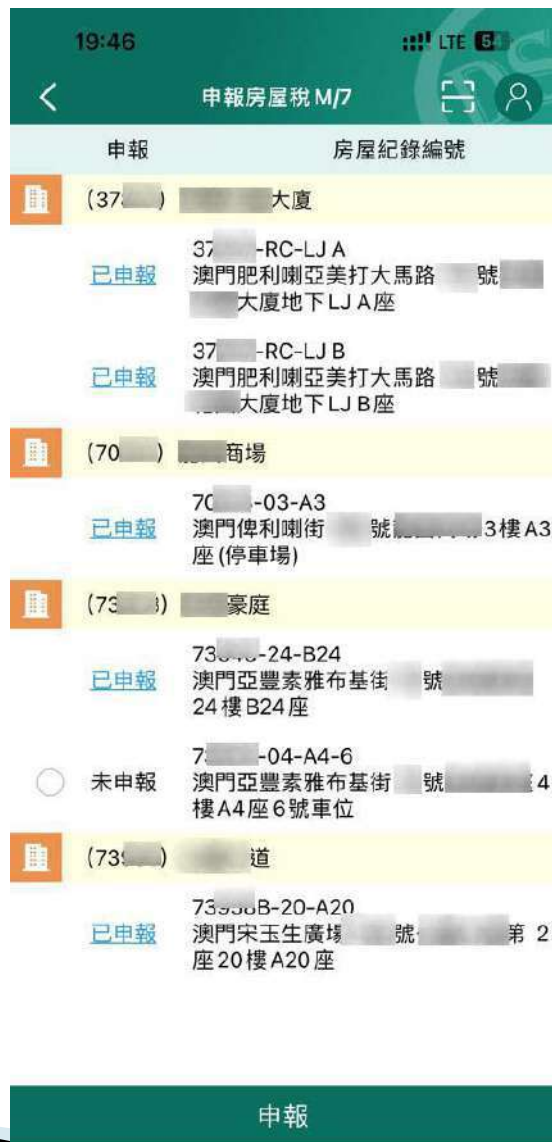 19:46 LTE 54
申報房屋稅 M/7
申報 房屋紀錄編號
(37 ) 大廈
37 -RC-LJ A
已申報 澳門肥利喇亞美打大馬路 號
大廈地下LJ A座
37 -RC-LJ B
已申報 澳門肥利喇亞美打大馬路 號
大廈地下LJ B座
(70 ) 商場
70 -03-A3
已申報 澳門俾利喇街 號 3樓A3
座(停車場)
(73 ) 豪庭
73 -24-B24
已申報 澳門亞豐素雅布基街 號
24樓B24座
7 -04-A4-6
未申報 澳門亞豐素雅布基街 號 4
樓A4座6號車位
(73 ) 道
73 B-20-A20
已申報 澳門宋玉生廣場 號 第 2
座20樓A20座
申報